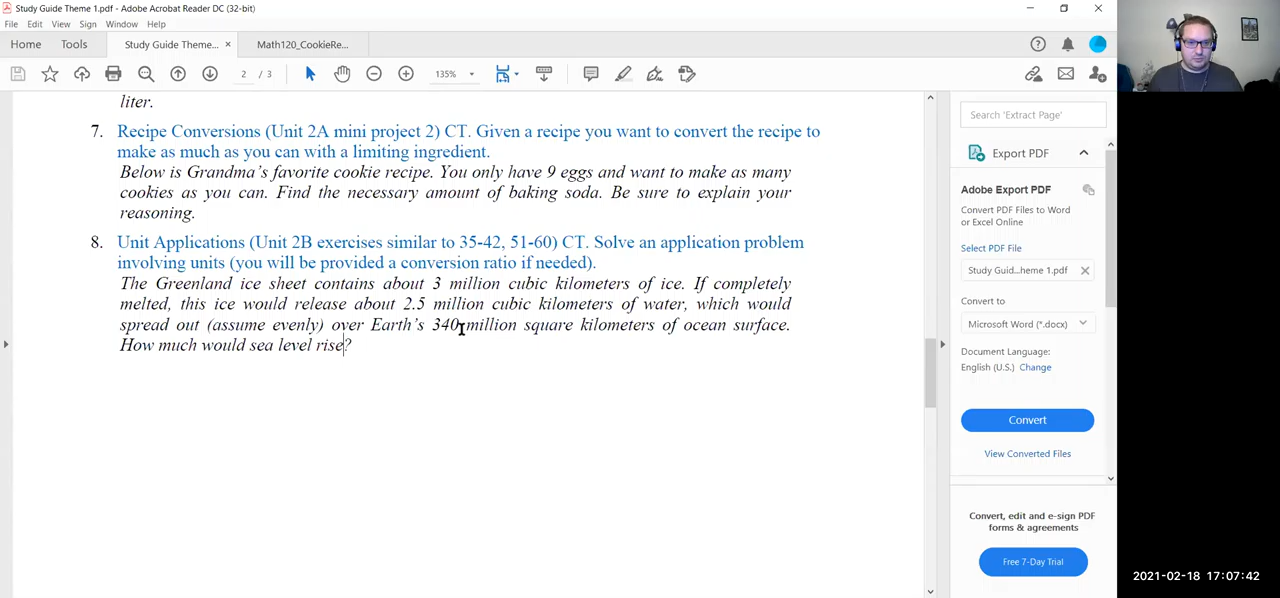 Study Guide Theme 1.pdf - Adobe Acrobat Reader DC (32-bit)
File Edit View Sign Window Help
Home Tools Study Guide Theme... × Math120_CookieRe...
2 / 3 135%
liter.
7. Recipe Conversions (Unit 2A mini project 2) CT. Given a recipe you want to convert the recipe to
make as much as you can with a limiting ingredient.
Below is Grandma's favorite cookie recipe. You only have 9 eggs and want to make as many
cookies as you can. Find the necessary amount of baking soda. Be sure to explain your
reasoning.
8. Unit Applications (Unit 2B exercises similar to 35-42, 51-60) CT. Solve an application problem
involving units (you will be provided a conversion ratio if needed).
The Greenland ice sheet contains about 3 million cubic kilometers of ice. If completely
melted, this ice would release about 2.5 million cubic kilometers of water, which would
spread out (assume evenly) over Earth's 340 million square kilometers of ocean surface.
How much would sea level rise?
Search 'Extract Page'
Export PDF
Adobe Export PDF
Convert PDF Files to Word
or Excel Online
Select PDF File
Study Guid...heme 1.pdf
Convert to
Microsoft Word (*.docx)
Document Language:
English (U.S.) Change
Convert
View Converted Files
Convert, edit and e-sign PDF
forms & agreements
Free 7-Day Trial
2021-02-18 17:07:42